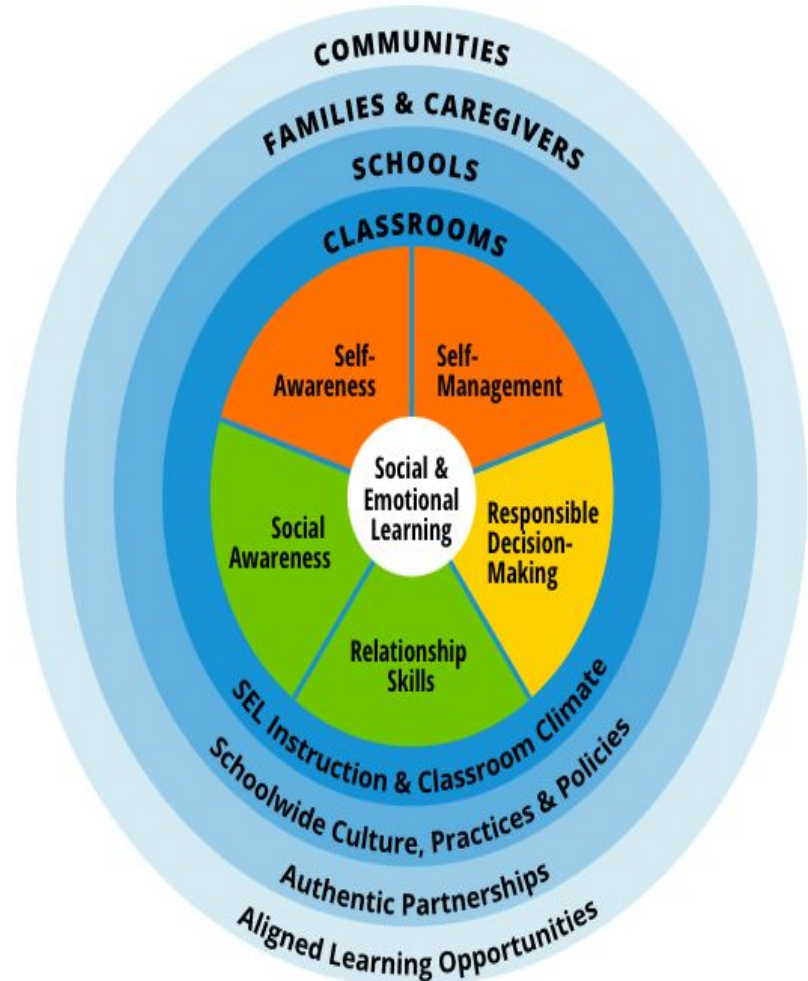 COMMUNITIES
FAMILIES & CAREGIVERS
SCHOOLS
CLASSROOMS
Self-
Awareness
Self-
Management
Social &
Emotional
Learning
Social
Awareness
Responsible
Decision-
Making
Relationship
Skills
SEL Instruction & Classroom Climate
Schoolwide Culture, Practices & Policies
Authentic Partnerships
Aligned Learning Opportunities